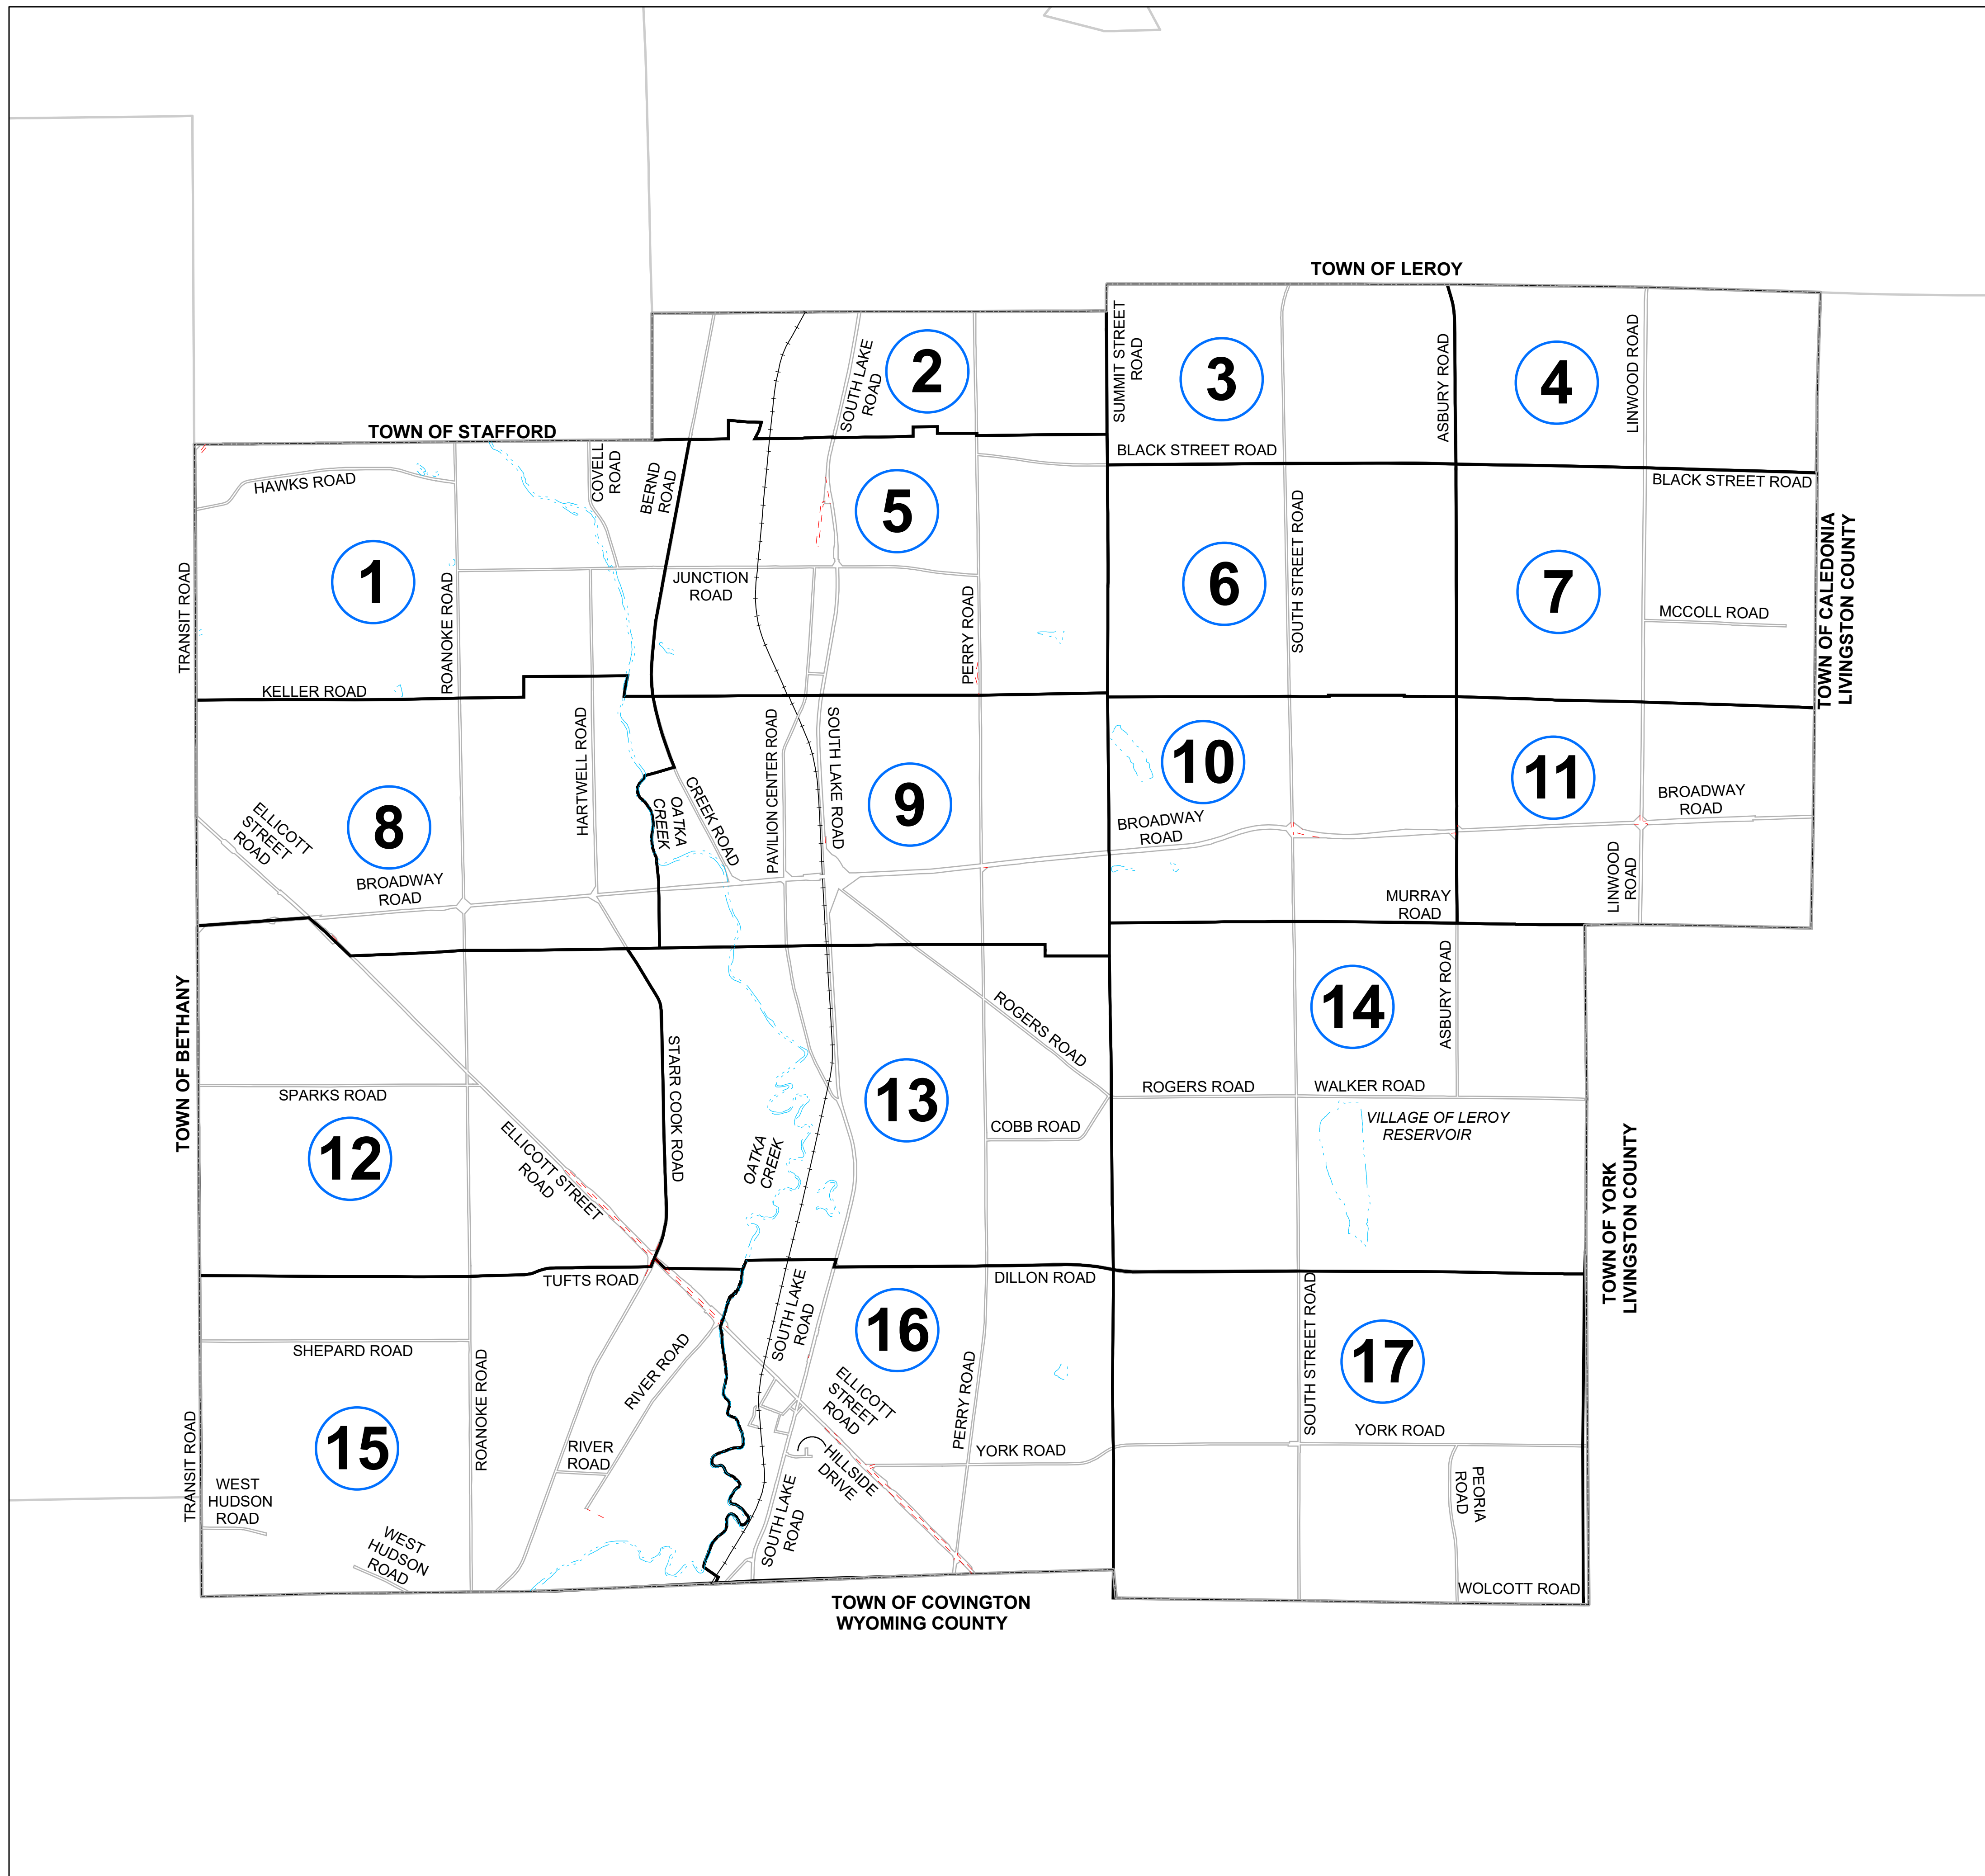 TOWN OF LEROY
SUMMIT STREET
ROAD
3
ASBURY ROAD
4
LINWOOD ROAD
2
SOUTH LAKE
ROAD
TOWN OF STAFFORD
BLACK STREET ROAD
BLACK STREET ROAD
HAWKS ROAD
COVELL
ROAD
BERND
ROAD
5
SOUTH STREET ROAD
TOWN OF CALEDONIA
LIVINGSTON COUNTY
TRANSIT ROAD
1
ROANOKE ROAD
JUNCTION
ROAD
PERRY ROAD
6
7
MCCOLL ROAD
KELLER ROAD
HARTWELL ROAD
PAVILION CENTER ROAD
SOUTH LAKE ROAD
9
10
11
BROADWAY
ROAD
ELLICOTT
STREET
ROAD
8
OATKA
CREEK
CREEK ROAD
BROADWAY
ROAD
BROADWAY
ROAD
MURRAY
ROAD
LINWOOD
ROAD
TOWN OF BETHANY
STARR COOK ROAD
ROGERS ROAD
14
ASBURY ROAD
SPARKS ROAD
13
ROGERS ROAD
WALKER ROAD
COBB ROAD
VILLAGE OF LEROY
RESERVOIR
12
ELLICOTT STREET
ROAD
OATKA
CREEK
TOWN OF YORK
LIVINGSTON COUNTY
TUFTS ROAD
DILLON ROAD
SOUTH LAKE
ROAD
16
SOUTH STREET ROAD
17
SHEPARD ROAD
ROANOKE ROAD
RIVER ROAD
ELLICOTT
STREET
ROAD
PERRY ROAD
TRANSIT ROAD
15
RIVER
ROAD
HILLSIDE
DRIVE
YORK ROAD
YORK ROAD
PEORIA
ROAD
WEST
HUDSON
ROAD
WEST
HUDSON
ROAD
SOUTH LAKE
ROAD
WOLCOTT ROAD
TOWN OF COVINGTON
WYOMING COUNTY